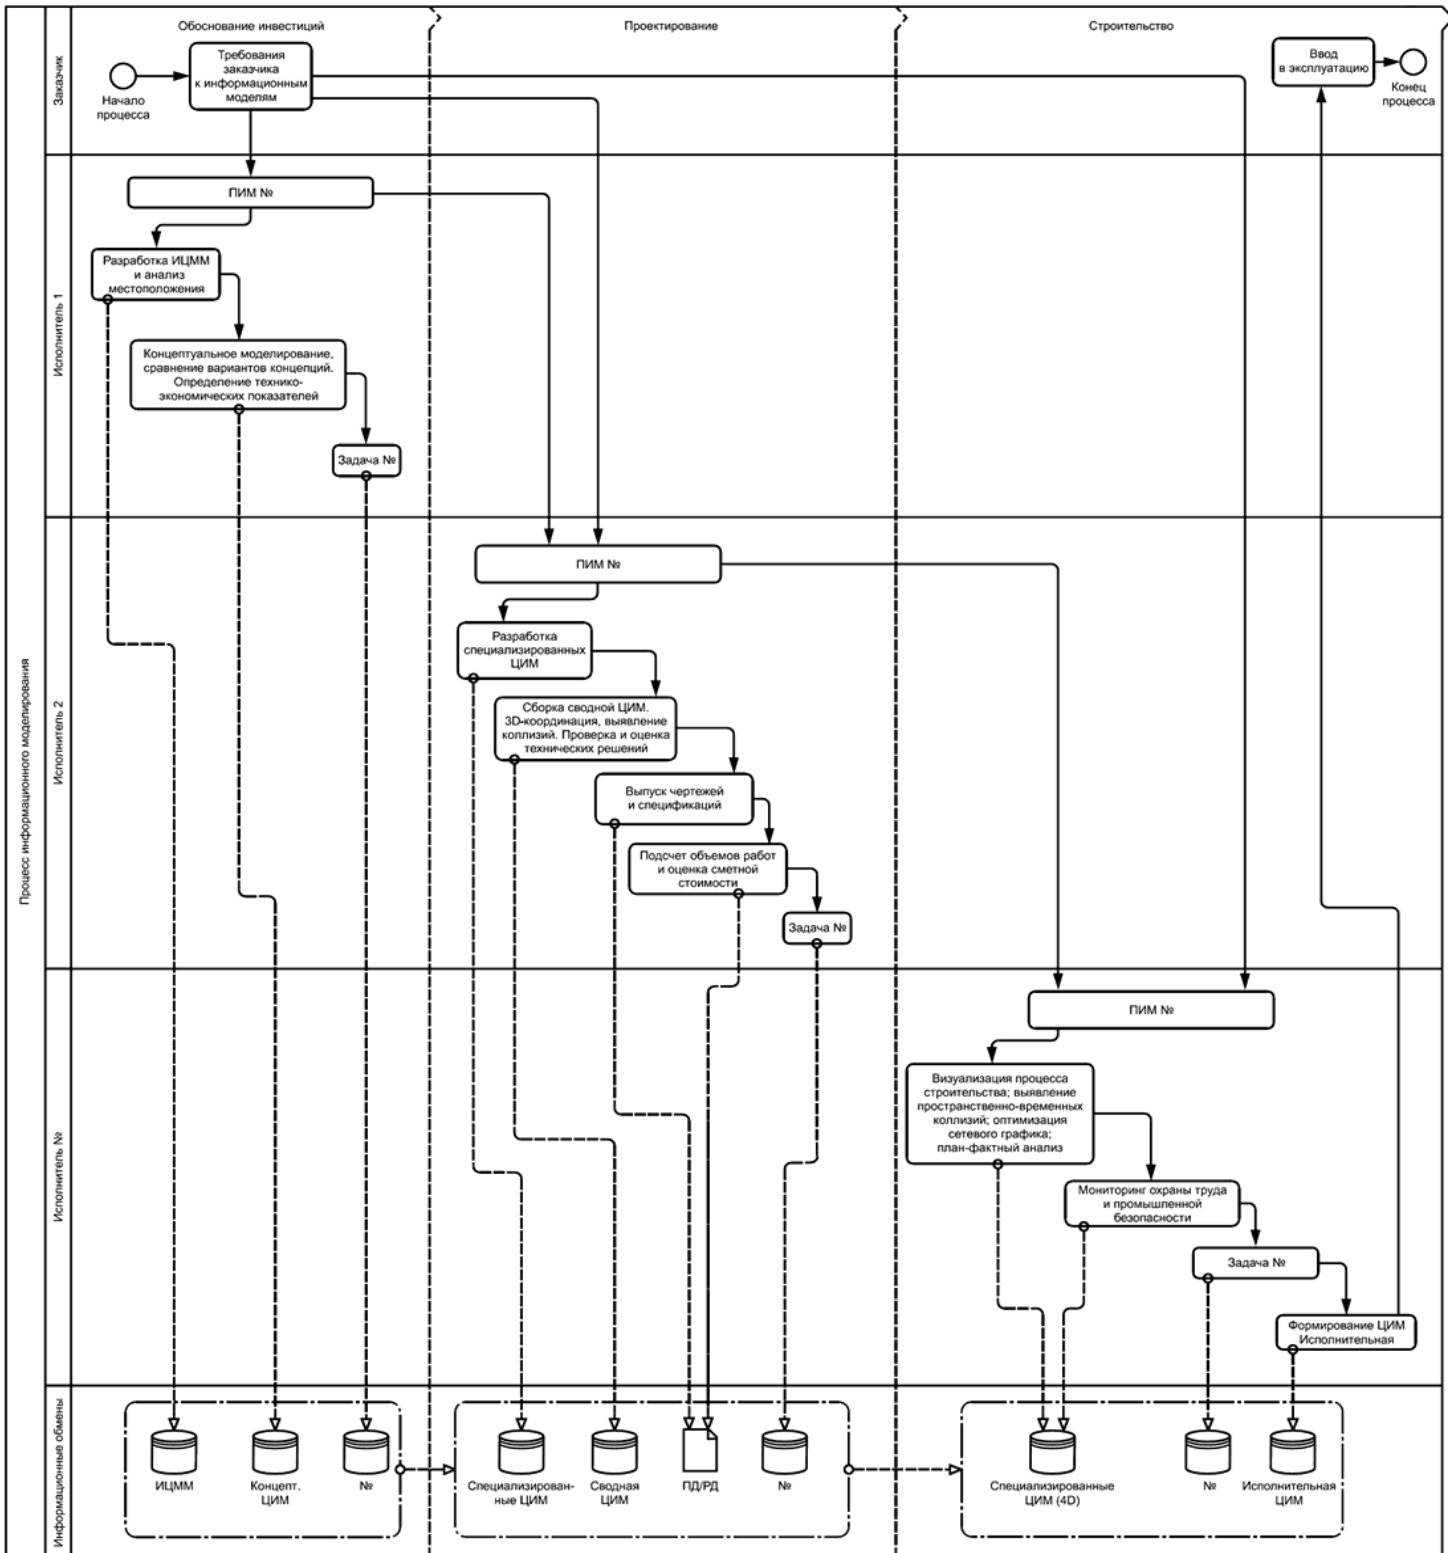 Обоснование инвестиций
Проектирование
Строительство
Процесс информационного моделирования
Заказчик
Начало
процесса
Требования
заказчика
к информационным
моделям
Ввод
в эксплуатацию
Конец
процесса
Исполнитель 1
ПИМ №
Разработка ИЦММ
и анализ
местоположения
Концептуальное моделирование,
сравнение вариантов концепций.
Определение технико-
экономических показателей
Задача №
Исполнитель 2
ПИМ №
Разработка
специализированных
ЦИМ
Сборка сводной ЦИМ.
3D-координация, выявление
коллизий. Проверка и оценка
технических решений
Выпуск чертежей
и спецификаций
Подсчет объемов работ
и оценка сметной
стоимости
Задача №
Исполнитель №
ПИМ №
Визуализация процесса
строительства; выявление
пространственно-временных
коллизий; оптимизация
сетевого графика;
план-фактный анализ
Мониторинг охраны труда
и промышленной
безопасности
Задача №
Формирование ЦИМ
Исполнительная
Информационные обмены
ИЦММ
Концепт.
ЦИМ
№
Специализирован-
ные ЦИМ
Сводная
ЦИМ
ПД/РД
№
Специализированные
ЦИМ (4D)
№
Исполнительная
ЦИМ